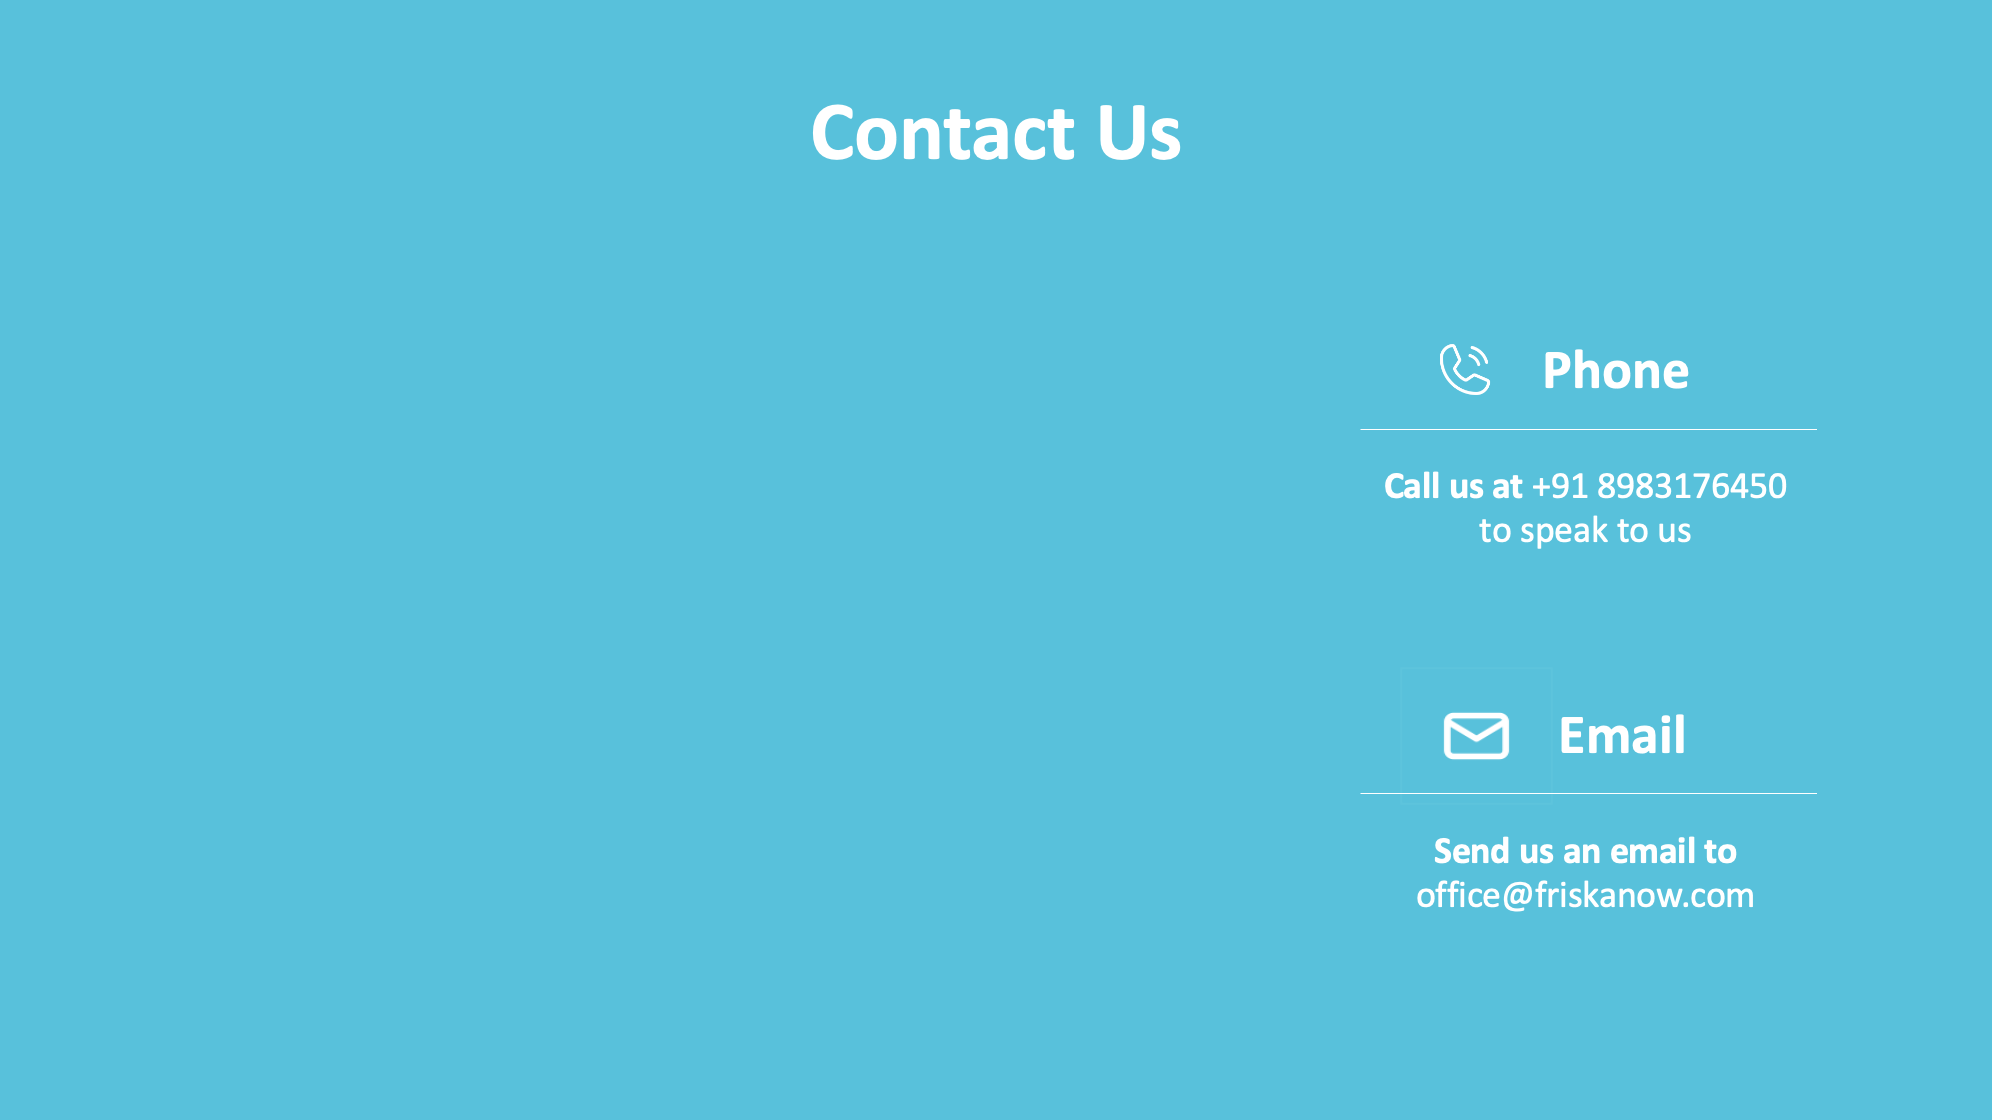 Contact Us
Phone
Call us at +91 8983176450
to speak to us
Email
Send us an email to
office@friskanow.com